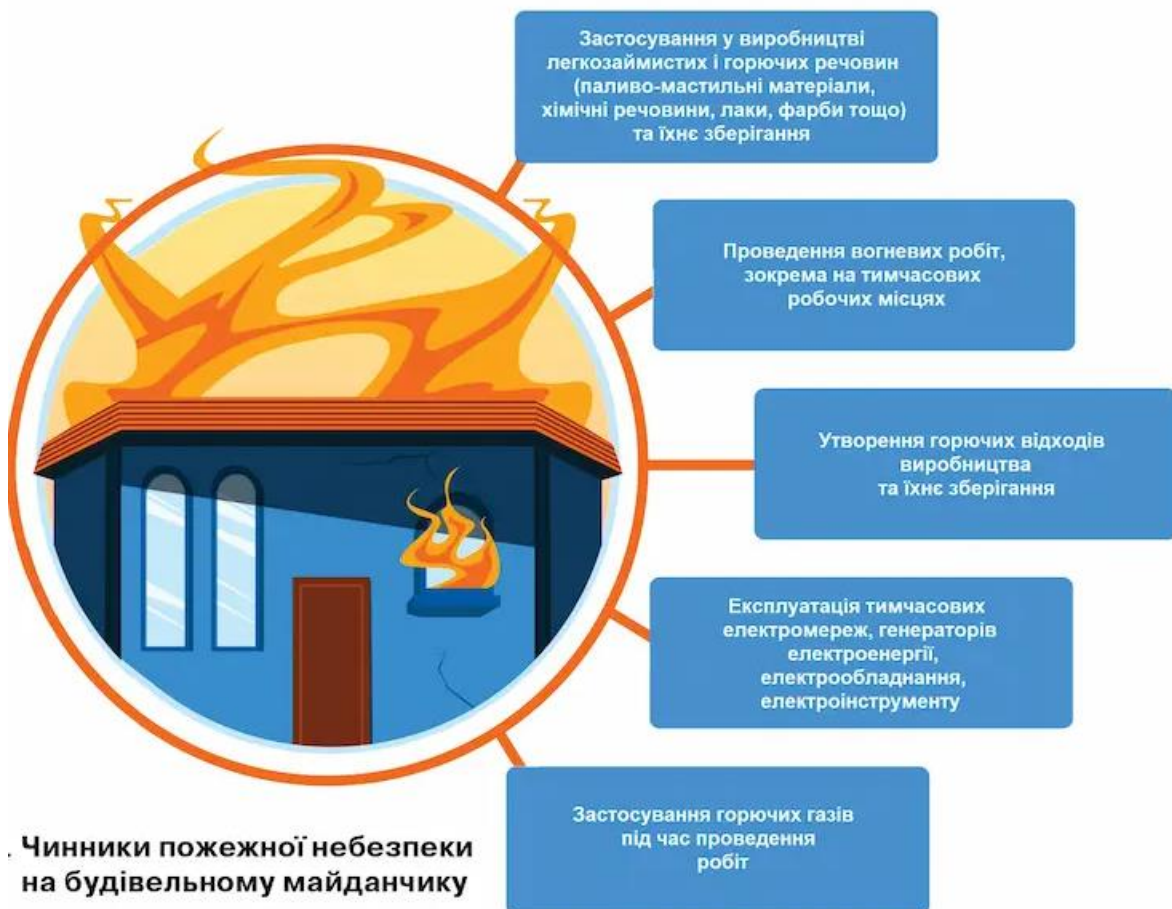 Застосування у виробництві
легкозаймистих і горючих речовин
(паливо-мастильні матеріали,
хімічні речовини, лаки, фарби тощо)
та їхнє зберігання
Проведення вогневих робіт,
зокрема на тимчасових
робочих місцях
Утворення горючих відходів
виробництва
та їхнє зберігання
Експлуатація тимчасових
електромереж, генераторів
електроенергії,
електрообладнання,
електроінструменту
Застосування горючих газів
під час проведення
робіт
. Чинники пожежної небезпеки
на будівельному майданчику